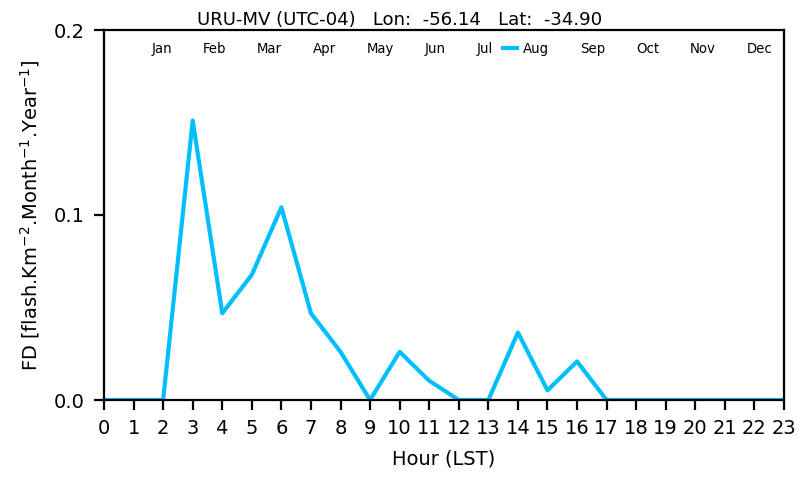 URU-MV (UTC-04)   Lon:  -56.14   Lat:  -34.90
Jan Feb Mar Apr May Jun Jul Aug Sep Oct Nov Dec
FD [flash.Km⁻².Month⁻¹.Year⁻¹]
0.2
0.1
0.0
0 1 2 3 4 5 6 7 8 9 10 11 12 13 14 15 16 17 18 19 20 21 22 23
Hour (LST)